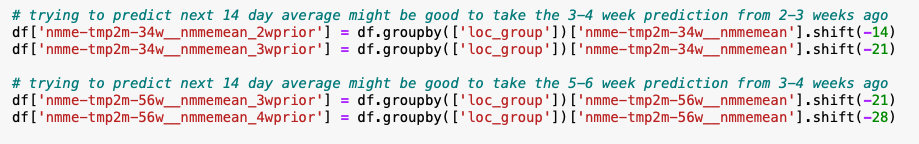 # trying to predict next 14 day average might be good to take the 3-4 week prediction from 2-3 weeks ago
df['nmme-tmp2m-34w__nmmemean_2wprior'] = df.groupby(['loc_group'])['nmme-tmp2m-34w__nmmemean'].shift(-14)
df['nmme-tmp2m-34w__nmmemean_3wprior'] = df.groupby(['loc_group'])['nmme-tmp2m-34w__nmmemean'].shift(-21)
# trying to predict next 14 day average might be good to take the 5-6 week prediction from 3-4 weeks ago
df['nmme-tmp2m-56w__nmmemean_3wprior'] = df.groupby(['loc_group'])['nmme-tmp2m-56w__nmmemean'].shift(-21)
df['nmme-tmp2m-56w__nmmemean_4wprior'] = df.groupby(['loc_group'])['nmme-tmp2m-56w__nmmemean'].shift(-28)